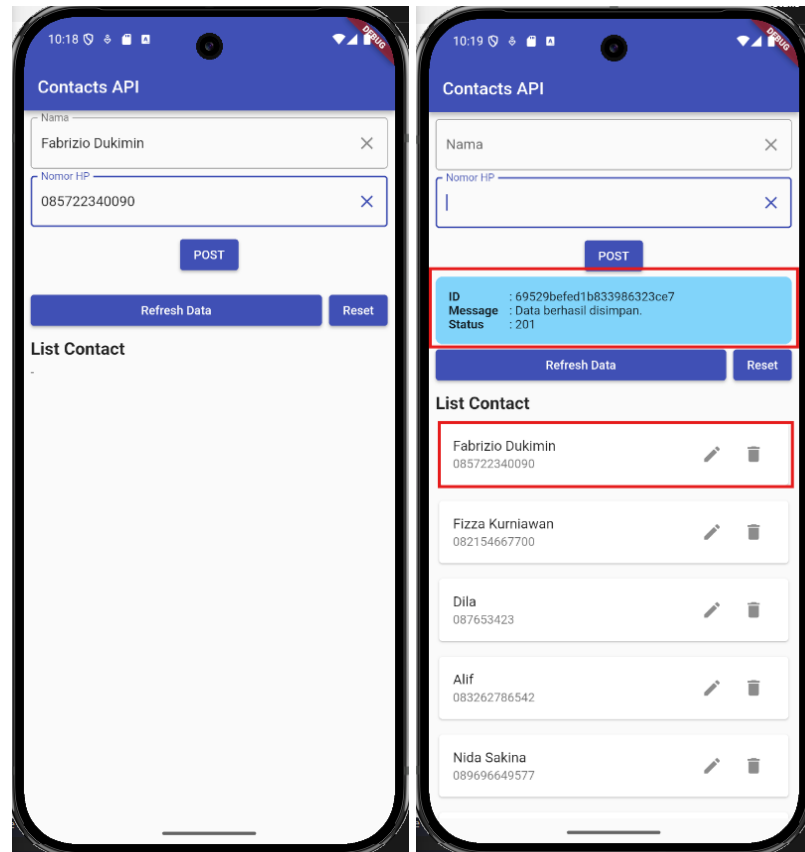 10:18
DEBUG
Contacts API
Nama
Fabrizio Dukimin
Nomor HP
085722340090
POST
Refresh Data
Reset
List Contact
-
10:19
DEBUG
Contacts API
Nama
Nomor HP
POST
ID : 69529befed1b833986323ce7
Message : Data berhasil disimpan.
Status : 201
Refresh Data
Reset
List Contact
Fabrizio Dukimin
085722340090
Fizza Kurniawan
082154667700
Dila
087653423
Alif
083262786542
Nida Sakina
089696649577